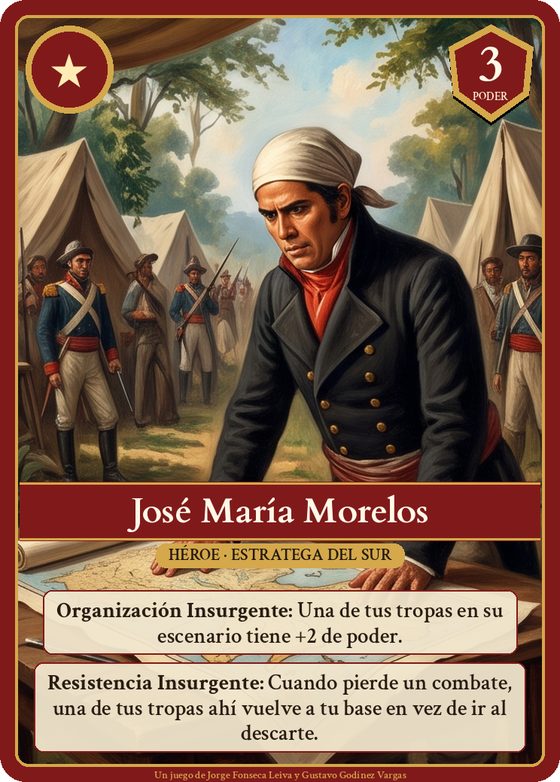 3
PODER
José María Morelos
HÉROE · ESTRATEGA DEL SUR
Organización Insurgente: Una de tus tropas en su
escenario tiene +2 de poder.
Resistencia Insurgente: Cuando pierde un combate,
una de tus tropas ahí vuelve a tu base en vez de ir al
descarte.
Un juego de Jorge Fonseca Leiva y Gustavo Godínez Vargas